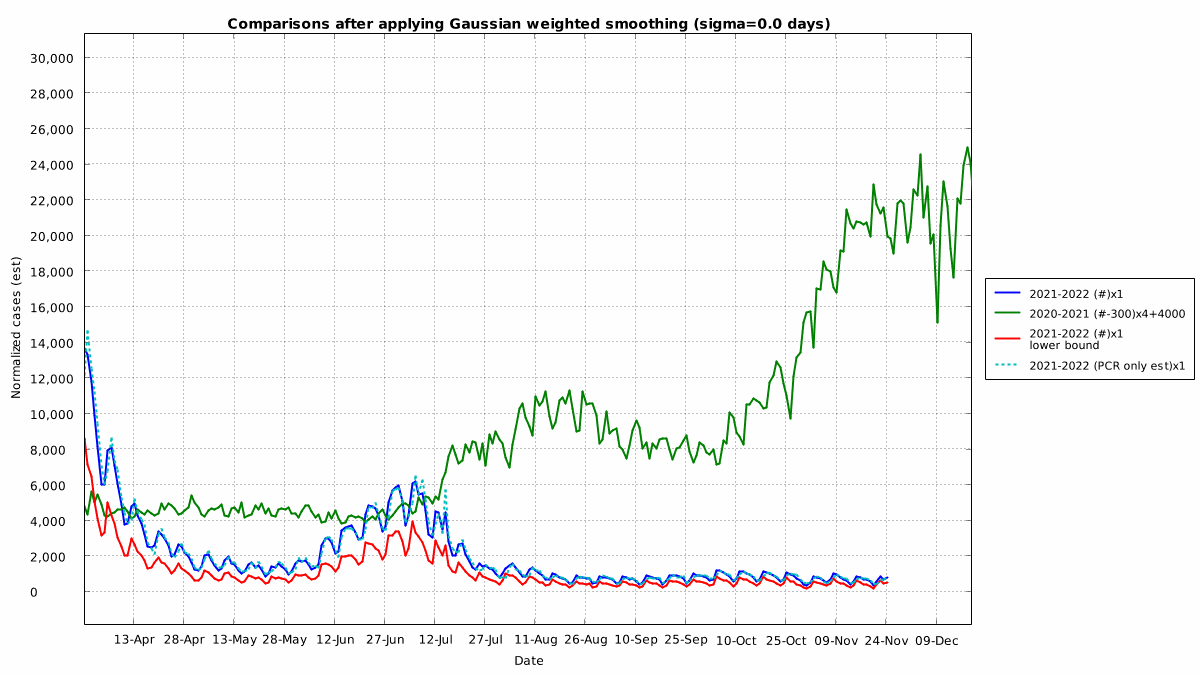 Comparisons after applying Gaussian weighted smoothing (sigma=0.0 days)
Normalized cases (est)
30,000
28,000
26,000
24,000
22,000
20,000
18,000
16,000
14,000
12,000
10,000
8,000
6,000
4,000
2,000
0
13-Apr 28-Apr 13-May 28-May 12-Jun 27-Jun 12-Jul 27-Jul 11-Aug 26-Aug 10-Sep 25-Sep 10-Oct 25-Oct 09-Nov 24-Nov 09-Dec
Date
2021-2022 (#)x1
2020-2021 (#-300)x4+4000
2021-2022 (#)x1
lower bound
2021-2022 (PCR only est)x1